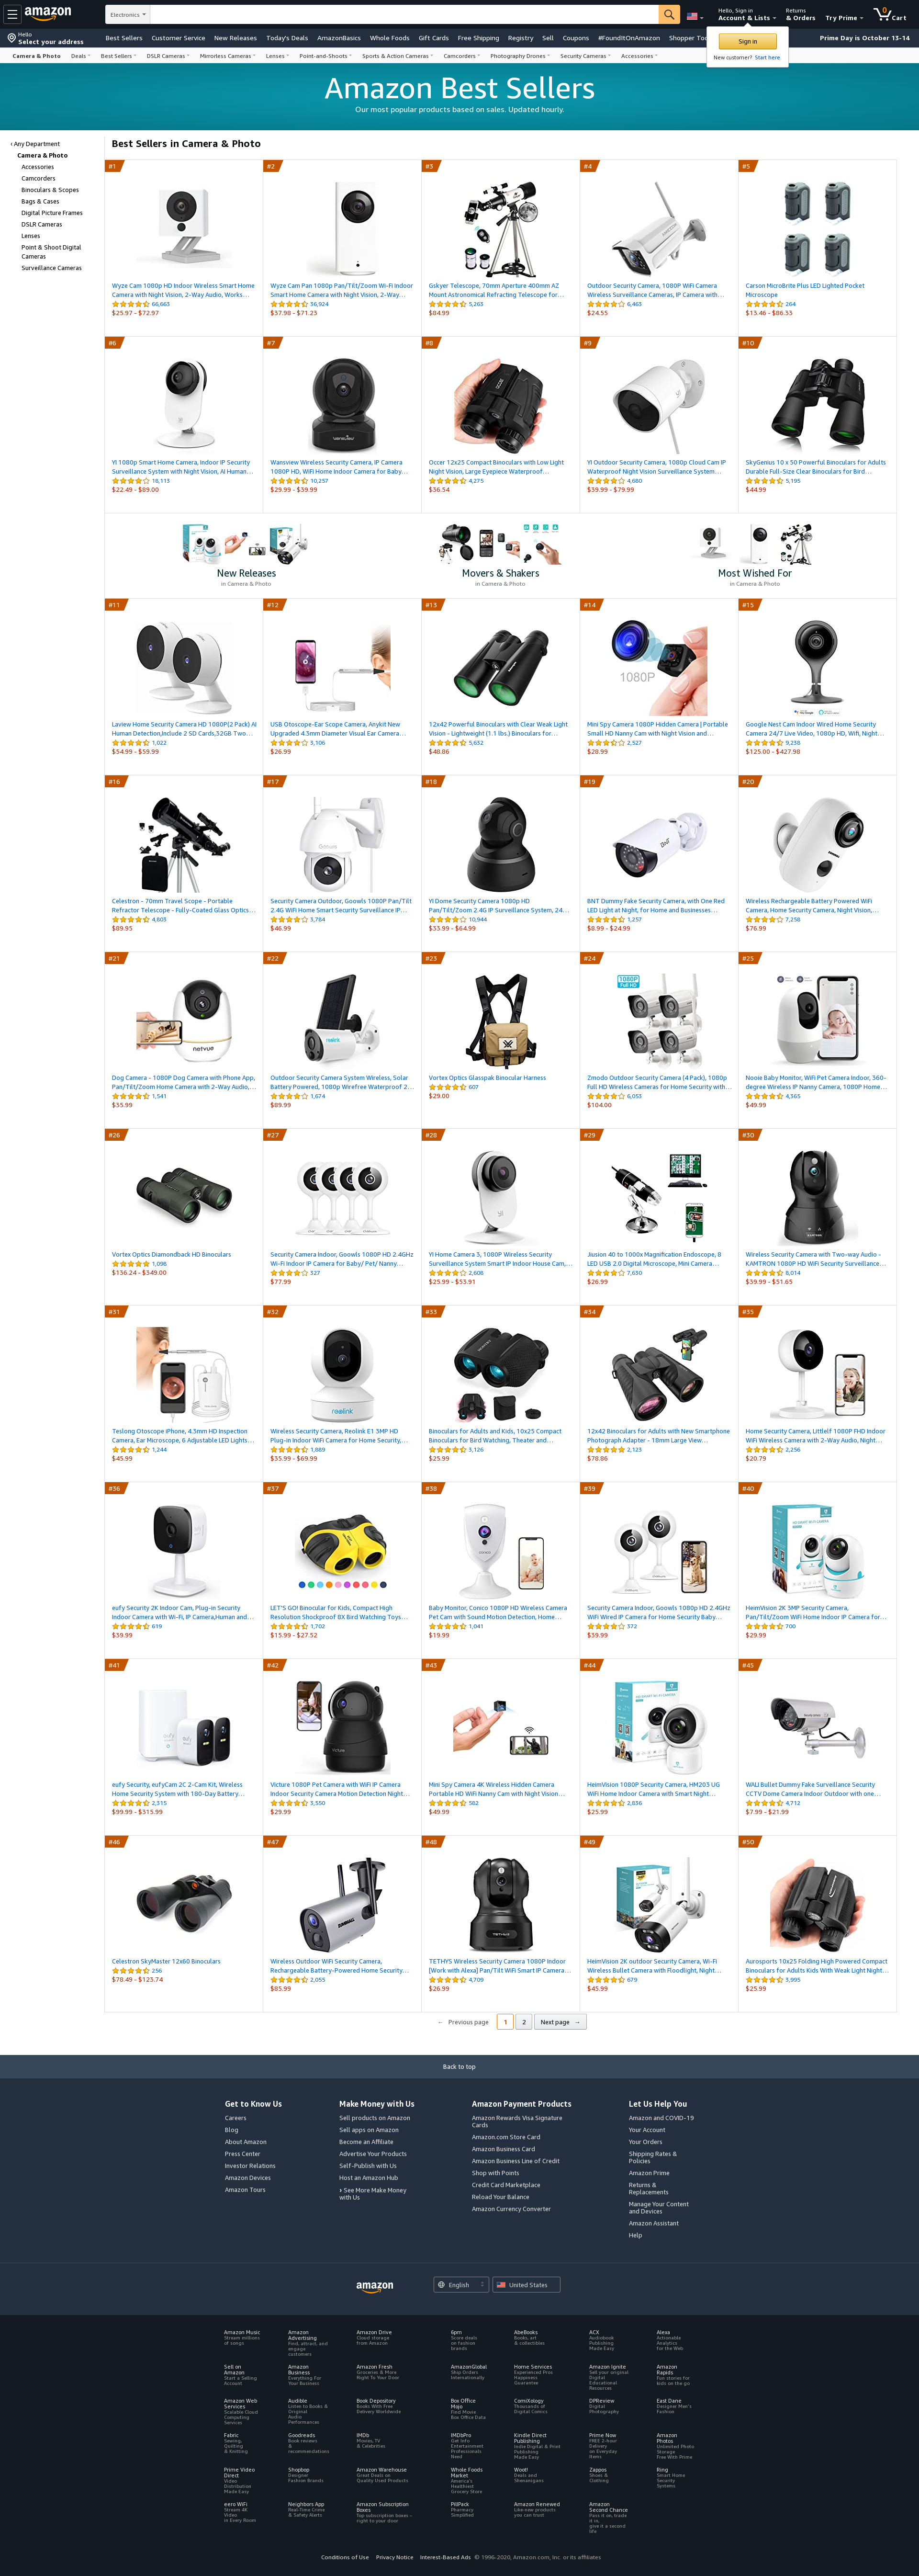 amazon
Electronics
Hello
Select your address
Hello, Sign in
Account & Lists
Returns
& Orders
Try Prime
0
Cart
Best Sellers Customer Service New Releases Today's Deals AmazonBasics Whole Foods Gift Cards Free Shipping Registry Sell Coupons #FoundItOnAmazon Shopper
Prime Day is October 13-14
Sign in
New customer? Start here.
Camera & Photo Deals Best Sellers DSLR Cameras Mirrorless Cameras Lenses Point-and-Shoots Sports & Action Cameras Camcorders Photography Drones Security Cameras Accessories
Amazon Best Sellers
Our most popular products based on sales. Updated hourly.
‹ Any Department
Camera & Photo
Accessories
Camcorders
Binoculars & Scopes
Bags & Cases
Digital Picture Frames
DSLR Cameras
Lenses
Point & Shoot Digital
Cameras
Surveillance Cameras
Best Sellers in Camera & Photo
#1
Wyze Cam 1080p HD Indoor Wireless Smart Home
Camera with Night Vision, 2-Way Audio, Works…
66,663
$25.97 - $72.97
#2
Wyze Cam Pan 1080p Pan/Tilt/Zoom Wi-Fi Indoor
Smart Home Camera with Night Vision, 2-Way…
36,924
$37.98 - $71.23
#3
Gskyer Telescope, 70mm Aperture 400mm AZ
Mount Astronomical Refracting Telescope for…
5,263
$84.99
#4
Outdoor Security Camera, 1080P WiFi Camera
Wireless Surveillance Cameras, IP Camera with…
6,463
$24.55
#5
Carson MicroBrite Plus LED Lighted Pocket
Microscope
264
$13.46 - $86.33
#6
YI 1080p Smart Home Camera, Indoor IP Security
Surveillance System with Night Vision, AI Human…
18,113
$22.49 - $89.00
#7
Wansview Wireless Security Camera, IP Camera
1080P HD, WiFi Home Indoor Camera for Baby…
10,257
$29.99 - $39.99
#8
Occer 12x25 Compact Binoculars with Low Light
Night Vision, Large Eyepiece Waterproof…
4,275
$36.54
#9
YI Outdoor Security Camera, 1080p Cloud Cam IP
Waterproof Night Vision Surveillance System…
4,680
$39.99 - $79.99
#10
SkyGenius 10 x 50 Powerful Binoculars for Adults
Durable Full-Size Clear Binoculars for Bird…
5,195
$44.99
New Releases
in Camera & Photo
Movers & Shakers
in Camera & Photo
Most Wished For
in Camera & Photo
#11
Laview Home Security Camera HD 1080P(2 Pack) AI
Human Detection,Include 2 SD Cards,32GB Two…
1,022
$54.99 - $59.99
#12
USB Otoscope-Ear Scope Camera, Anykit New
Upgraded 4.3mm Diameter Visual Ear Camera…
3,106
$26.99
#13
12x42 Powerful Binoculars with Clear Weak Light
Vision - Lightweight (1.1 lbs.) Binoculars for…
5,632
$48.86
#14
1080P
Mini Spy Camera 1080P Hidden Camera | Portable
Small HD Nanny Cam with Night Vision and…
2,527
$28.99
#15
Google Nest Cam Indoor Wired Home Security
Camera 24/7 Live Video, 1080p HD, Wifi, Night…
9,236
$125.00 - $427.98
#16
Celestron - 70mm Travel Scope - Portable
Refractor Telescope - Fully-Coated Glass Optics…
4,603
$89.95
#17
Security Camera Outdoor, Goowls 1080P Pan/Tilt
2.4G WiFi Home Smart Security Surveillance IP…
3,784
$46.99
#18
YI Dome Security Camera 1080p HD
Pan/Tilt/Zoom 2.4G IP Surveillance System, 24…
10,944
$33.99 - $64.99
#19
BNT Dummy Fake Security Camera, with One Red
LED Light at Night, for Home and Businesses…
1,257
$8.99 - $24.99
#20
Wireless Rechargeable Battery Powered WiFi
Camera, Home Security Camera, Night Vision,…
7,258
$76.99
#21
netvue
Dog Camera - 1080P Dog Camera with Phone App,
Pan/Tilt/Zoom Home Camera with 2-Way Audio,…
1,541
$35.99
#22
reolink
Outdoor Security Camera System Wireless, Solar
Battery Powered, 1080p Wirefree Waterproof 2…
1,674
$89.99
#23
Vortex Optics Glasspak Binocular Harness
607
$29.00
#24
1080P
Full HD
Zmodo Outdoor Security Camera (4 Pack), 1080p
Full HD Wireless Cameras for Home Security with…
6,053
$104.00
#25
Nooie Baby Monitor, WiFi Pet Camera Indoor, 360-
degree Wireless IP Nanny Camera, 1080P Home…
4,365
$49.99
#26
Vortex Optics Diamondback HD Binoculars
1,096
$136.24 - $349.00
#27
Security Camera Indoor, Goowls 1080P HD 2.4GHz
Wi-Fi Indoor IP Camera for Baby/ Pet/ Nanny…
327
$77.99
#28
YI Home Camera 3, 1080P Wireless Security
Surveillance System Smart IP Indoor House Cam,…
2,608
$25.99 - $53.91
#29
Jiusion 40 to 1000x Magnification Endoscope, 8
LED USB 2.0 Digital Microscope, Mini Camera…
7,630
$26.99
#30
Wireless Security Camera with Two-way Audio -
KAMTRON 1080P HD WiFi Security Surveillance…
8,014
$39.99 - $51.65
#31
Teslong Otoscope iPhone, 4.3mm HD Inspection
Camera, Ear Microscope, 6 Adjustable LED Lights…
1,244
$45.99
#32
reolink
Wireless Security Camera, Reolink E1 3MP HD
Plug-in Indoor WiFi Camera for Home Security,…
1,889
$35.99 - $69.99
#33
Binoculars for Adults and Kids, 10x25 Compact
Binoculars for Bird Watching, Theater and…
3,126
$25.99
#34
12x42 Binoculars for Adults with New Smartphone
Photograph Adapter - 18mm Large View…
2,123
$78.86
#35
Home Security Camera, Littlelf 1080P FHD Indoor
WiFi Wireless Camera with 2-Way Audio, Night…
2,256
$20.79
#36
eufy Security 2K Indoor Cam, Plug-in Security
Indoor Camera with Wi-Fi, IP Camera,Human and…
619
$39.99
#37
LET'S GO! Binocular for Kids, Compact High
Resolution Shockproof 8X Bird Watching Toys…
1,702
$15.99 - $27.52
#38
Baby Monitor, Conico 1080P HD Wireless Camera
Pet Cam with Sound Motion Detection, Home…
1,041
$19.99
#39
Security Camera Indoor, Goowls 1080p HD 2.4GHz
WiFi Wired IP Camera for Home Security Baby…
372
$39.99
#40
HeimVision 2K 3MP Security Camera,
Pan/Tilt/Zoom WiFi Home Indoor IP Camera for…
700
$29.99
#41
eufy Security, eufyCam 2C 2-Cam Kit, Wireless
Home Security System with 180-Day Battery…
2,315
$99.99 - $315.99
#42
Victure
Victure 1080P Pet Camera with WiFi IP Camera
Indoor Security Camera Motion Detection Night…
3,550
$29.99
#43
Mini Spy Camera 4K Wireless Hidden Camera
Portable HD WiFi Nanny Cam with Night Vision…
582
$49.99
#44
HeimVision 1080P Security Camera, HM203 UG
WiFi Home Indoor Camera with Smart Night…
2,836
$25.99
#45
WALI Bullet Dummy Fake Surveillance Security
CCTV Dome Camera Indoor Outdoor with one…
4,712
$7.99 - $21.99
#46
Celestron SkyMaster 12x60 Binoculars
256
$78.49 - $123.74
#47
Wireless Outdoor WiFi Security Camera,
Rechargeable Battery-Powered Home Security…
2,055
$85.99
#48
TETHYS
TETHYS Wireless Security Camera 1080P Indoor
[Work with Alexa] Pan/Tilt WiFi Smart IP Camera…
4,709
$26.99
#49
HeimVision 2K outdoor Security Camera, Wi-Fi
Wireless Bullet Camera with Floodlight, Night…
679
$45.99
#50
Aurosports 10x25 Folding High Powered Compact
Binoculars for Adults Kids With Weak Light Night…
3,995
$25.99
← Previous page 1 2 Next page →
Back to top
Get to Know Us
Careers
Blog
About Amazon
Press Center
Investor Relations
Amazon Devices
Amazon Tours
Make Money with Us
Sell products on Amazon
Sell apps on Amazon
Become an Affiliate
Advertise Your Products
Self-Publish with Us
Host an Amazon Hub
› See More Make Money
with Us
Amazon Payment Products
Amazon Rewards Visa Signature
Cards
Amazon.com Store Card
Amazon Business Card
Amazon Business Line of Credit
Shop with Points
Credit Card Marketplace
Reload Your Balance
Amazon Currency Converter
Let Us Help You
Amazon and COVID-19
Your Account
Your Orders
Shipping Rates &
Policies
Amazon Prime
Returns &
Replacements
Manage Your Content
and Devices
Amazon Assistant
Help
amazon
English
United States
Amazon Music
Stream millions
of songs
Amazon
Advertising
Find, attract, and
engage
customers
Amazon Drive
Cloud storage
from Amazon
6pm
Score deals
on fashion
brands
AbeBooks
Books, art
& collectibles
ACX
Audiobook
Publishing
Made Easy
Alexa
Actionable
Analytics
for the Web
Sell on
Amazon
Start a Selling
Account
Amazon
Business
Everything For
Your Business
Amazon Fresh
Groceries & More
Right To Your Door
AmazonGlobal
Ship Orders
Internationally
Home Services
Experienced Pros
Happiness
Guarantee
Amazon Ignite
Sell your original
Digital
Educational
Resources
Amazon
Rapids
Fun stories for
kids on the go
Amazon Web
Services
Scalable Cloud
Computing
Services
Audible
Listen to Books &
Original
Audio
Performances
Book Depository
Books With Free
Delivery Worldwide
Box Office
Mojo
Find Movie
Box Office Data
ComiXology
Thousands of
Digital Comics
DPReview
Digital
Photography
East Dane
Designer Men's
Fashion
Fabric
Sewing,
Quilting
& Knitting
Goodreads
Book reviews
&
recommendations
IMDb
Movies, TV
& Celebrities
IMDbPro
Get Info
Entertainment
Professionals
Need
Kindle Direct
Publishing
Indie Digital & Print
Publishing
Made Easy
Prime Now
FREE 2-hour
Delivery
on Everyday
Items
Amazon
Photos
Unlimited Photo
Storage
Free With Prime
Prime Video
Direct
Video
Distribution
Made Easy
Shopbop
Designer
Fashion Brands
Amazon Warehouse
Great Deals on
Quality Used Products
Whole Foods
Market
America's
Healthiest
Grocery Store
Woot!
Deals and
Shenanigans
Zappos
Shoes &
Clothing
Ring
Smart Home
Security
Systems
eero WiFi
Stream 4K
Video
in Every Room
Neighbors App
Real-Time Crime
& Safety Alerts
Amazon Subscription
Boxes
Top subscription boxes –
right to your door
PillPack
Pharmacy
Simplified
Amazon Renewed
Like-new products
you can trust
Amazon
Second Chance
Pass it on, trade
it in,
give it a second
life
Conditions of Use Privacy Notice Interest-Based Ads © 1996-2020, Amazon.com, Inc. or its affiliates